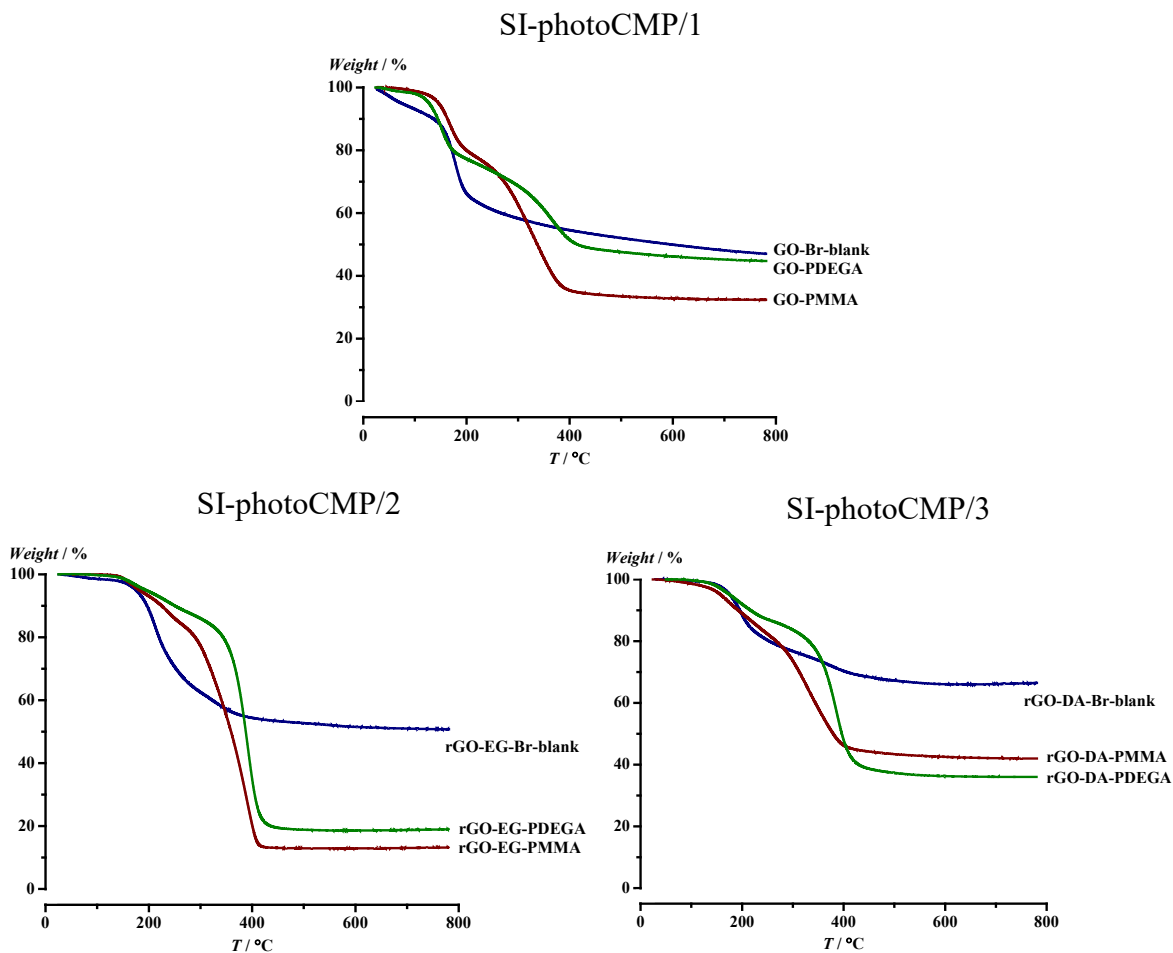 SI-photoCMP/1
Weight / %
100
80
60
40
20
0
GO-Br-blank
GO-PDEGA
GO-PMMA
0 200 400 600 800
T / °C
SI-photoCMP/2
Weight / %
100
80
60
40
20
0
rGO-EG-Br-blank
rGO-EG-PDEGA
rGO-EG-PMMA
0 200 400 600 800
T / °C
SI-photoCMP/3
Weight / %
100
80
60
40
20
0
rGO-DA-Br-blank
rGO-DA-PMMA
rGO-DA-PDEGA
0 200 400 600 800
T / °C